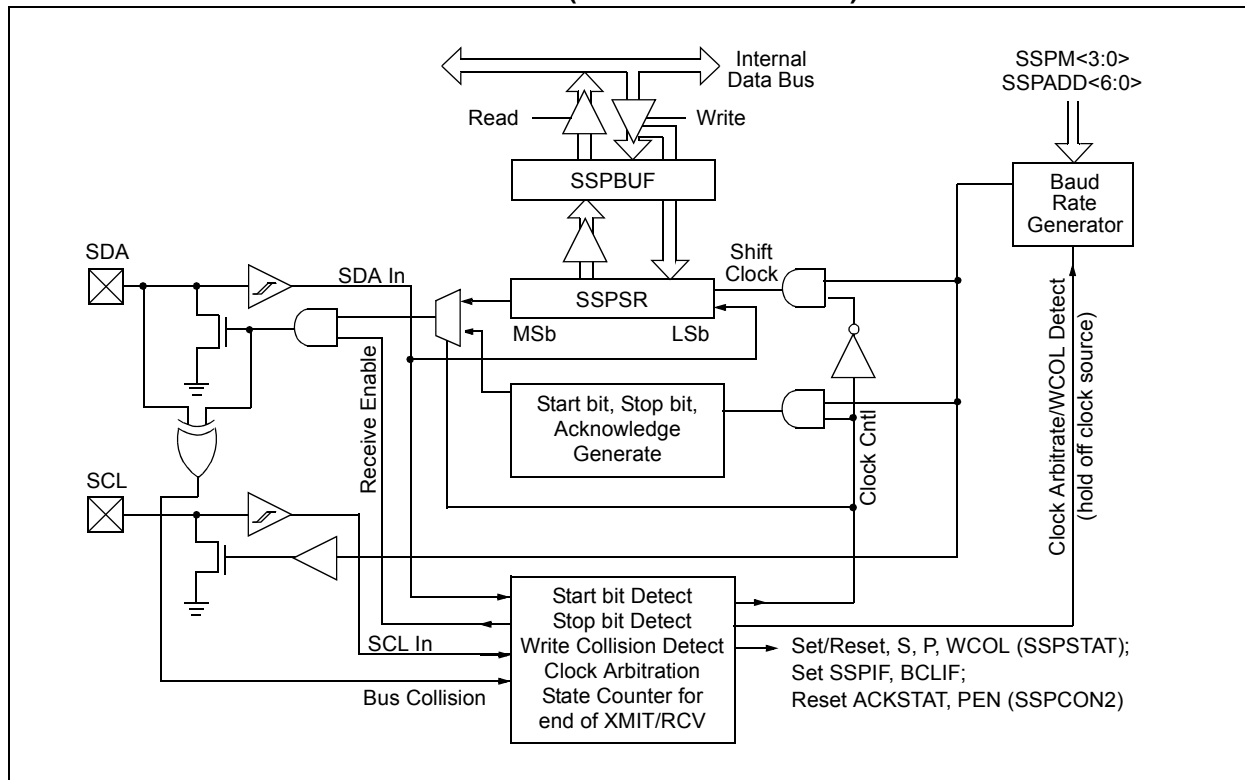 Internal
Data Bus
SSPM<3:0>
SSPADD<6:0>
Read
Write
SSPBUF
Baud
Rate
Generator
SDA
SDA In
Shift
Clock
SSPSR
MSb
LSb
Receive Enable
Start bit, Stop bit,
Acknowledge
Generate
Clock Cntl
Clock Arbitrate/WCOL Detect
(hold off clock source)
SCL
SCL In
Bus Collision
Start bit Detect
Stop bit Detect
Write Collision Detect
Clock Arbitration
State Counter for
end of XMIT/RCV
Set/Reset, S, P, WCOL (SSPSTAT);
Set SSPIF, BCLIF;
Reset ACKSTAT, PEN (SSPCON2)